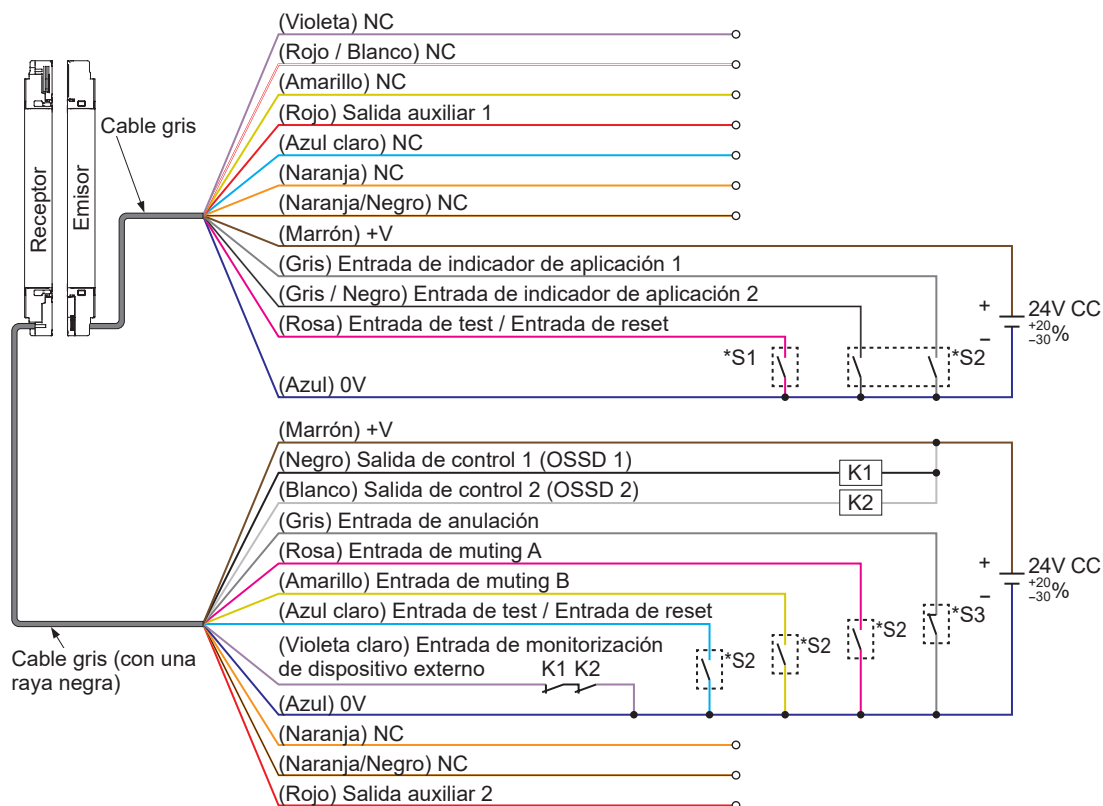 (Violeta) NC
(Rojo / Blanco) NC
(Amarillo) NC
(Rojo) Salida auxiliar 1
(Azul claro) NC
(Naranja) NC
(Naranja/Negro) NC
(Marrón) +V
(Gris) Entrada de indicador de aplicación 1
(Gris / Negro) Entrada de indicador de aplicación 2
(Rosa) Entrada de test / Entrada de reset
(Azul) 0V
Cable gris
Receptor
Emisor
*S1
*S2
+
−
24V CC
+20
−30 %
(Marrón) +V
(Negro) Salida de control 1 (OSSD 1)
(Blanco) Salida de control 2 (OSSD 2)
(Gris) Entrada de anulación
(Rosa) Entrada de muting A
(Amarillo) Entrada de muting B
(Azul claro) Entrada de test / Entrada de reset
(Violeta claro) Entrada de monitorización
de dispositivo externo
K1 K2
(Azul) 0V
(Naranja) NC
(Naranja/Negro) NC
(Rojo) Salida auxiliar 2
K1
K2
*S2
*S2
*S2
*S3
+
−
24V CC
+20
−30 %
Cable gris (con una
raya negra)